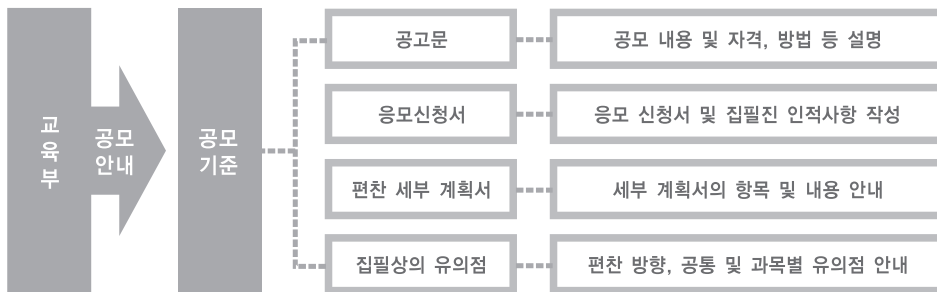 교육부
공모
안내
공모
기준
공고문
공모 내용 및 자격, 방법 등 설명
응모신청서
응모 신청서 및 집필진 인적사항 작성
편찬 세부 계획서
세부 계획서의 항목 및 내용 안내
집필상의 유의점
편찬 방향, 공통 및 과목별 유의점 안내